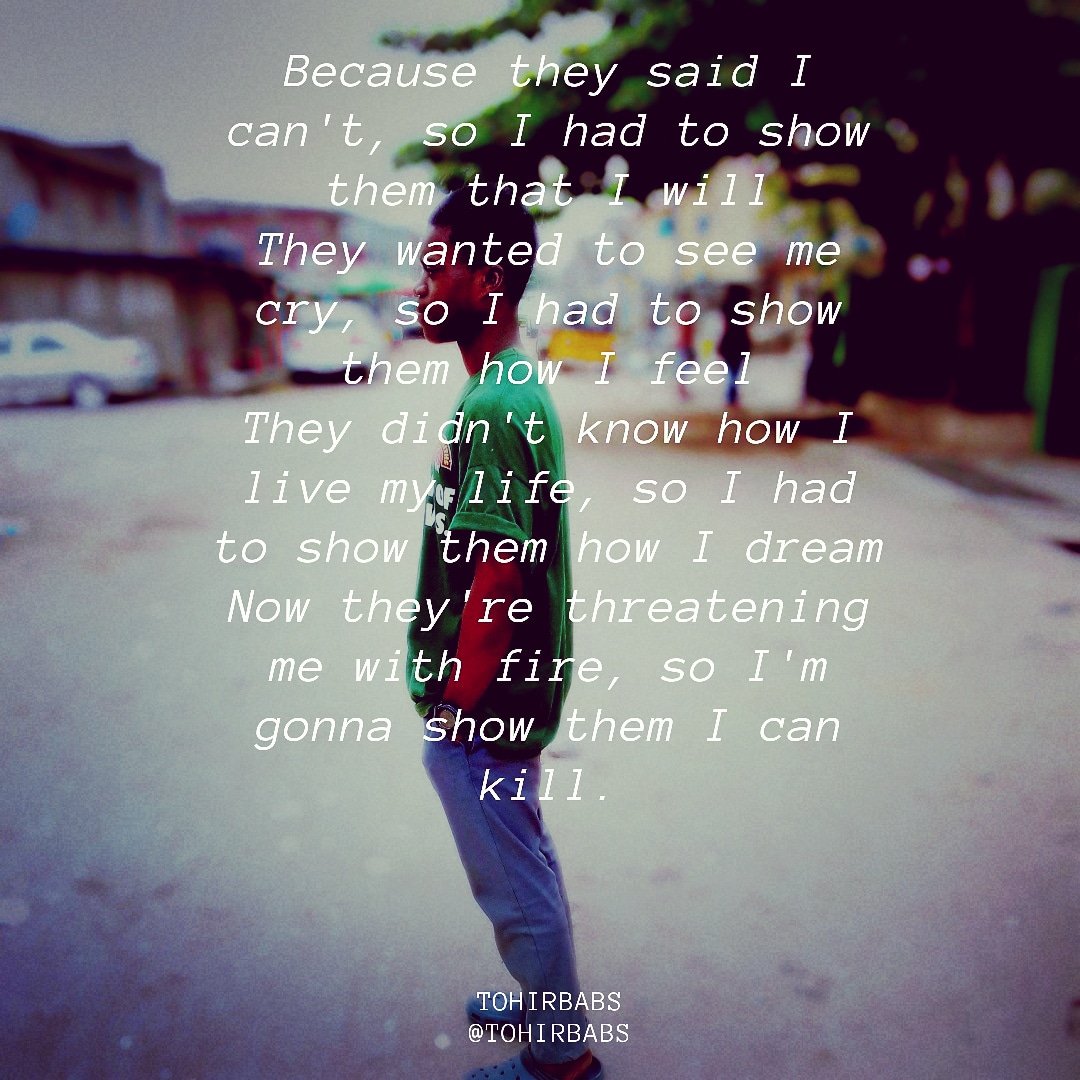 Because they said I
can't, so I had to show
them that I will
They wanted to see me
cry, so I had to show
them how I feel
They didn't know how I
live my life, so I had
to show them how I dream
Now they're threatening
me with fire, so I'm
gonna show them I can
kill.
OF
TOHIRBABS
@TOHIRBABS